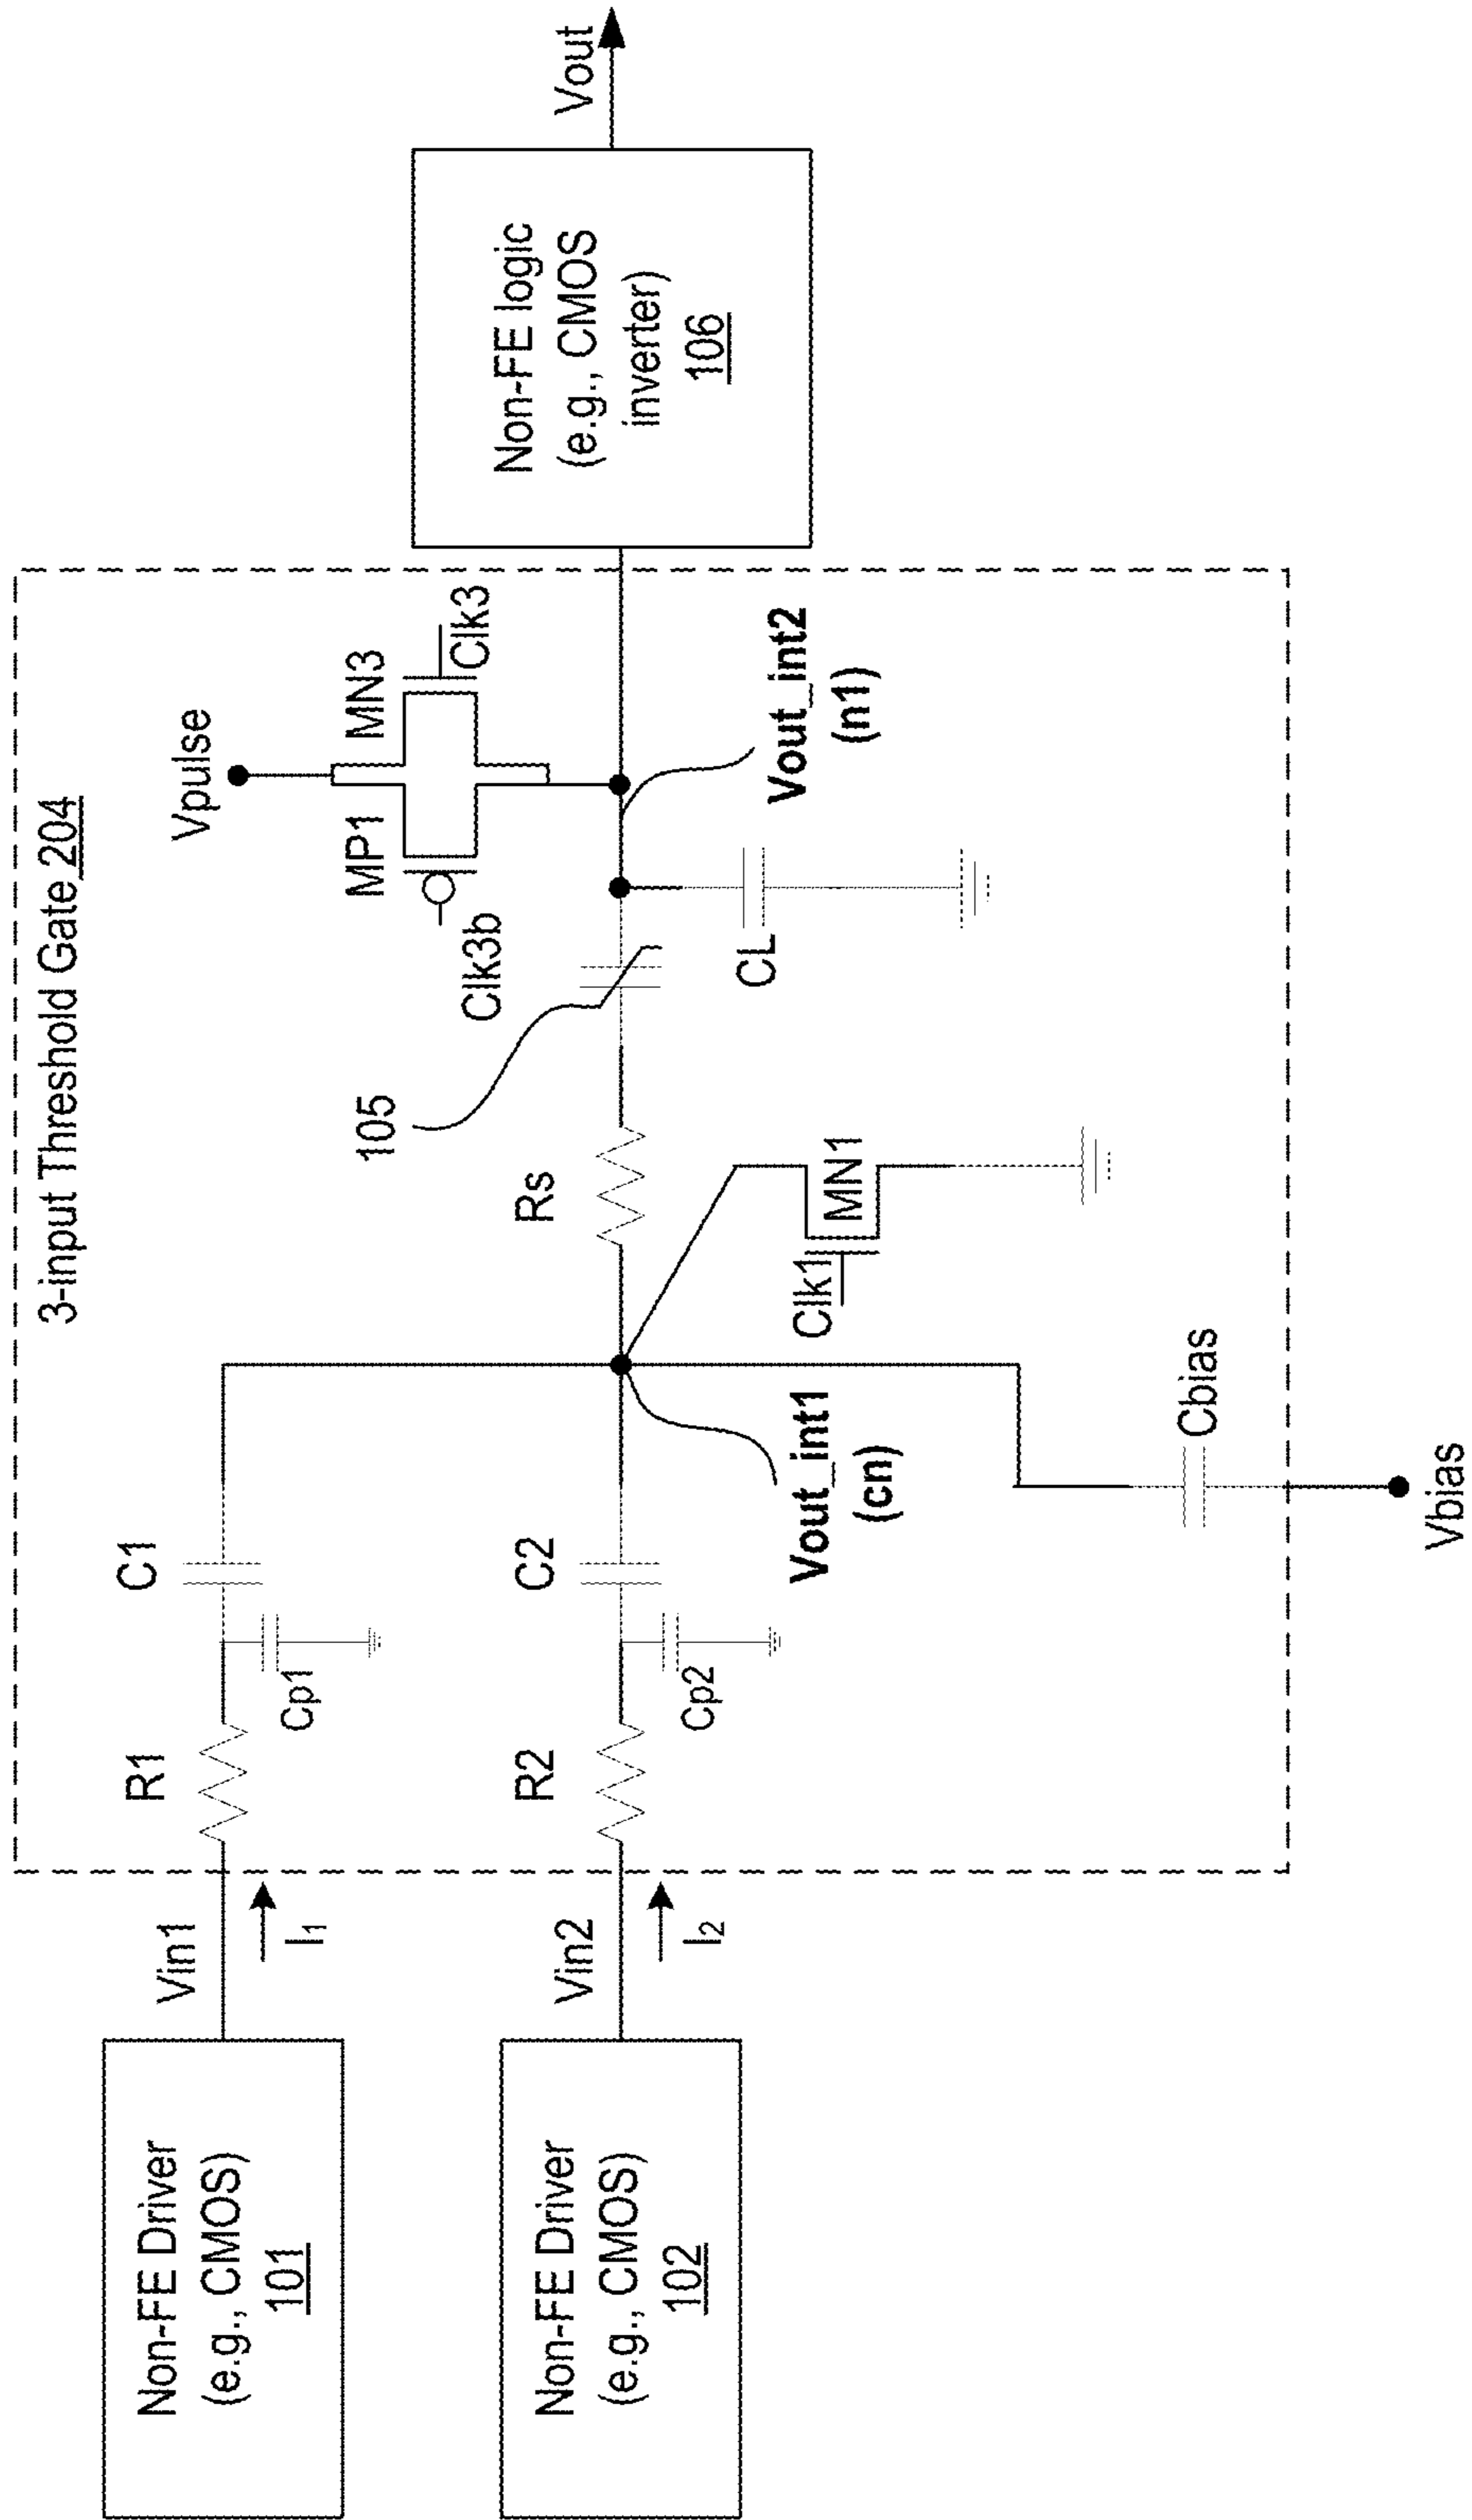 3-input Threshold Gate 204
Non-FE Driver
(e.g., CMOS)
101
Vin1
I1
R1
Cp1
C1
Non-FE Driver
(e.g., CMOS)
102
Vin2
I2
R2
Cp2
C2
Vout_int1
(cn)
Vbias
Cbias
Clk1
MN1
Rs
105
CL
Clk3b
MP1
MN3
Clk3
Vpulse
Vout_int2
(n1)
Non-FE logic
(e.g., CMOS
inverter)
106
Vout